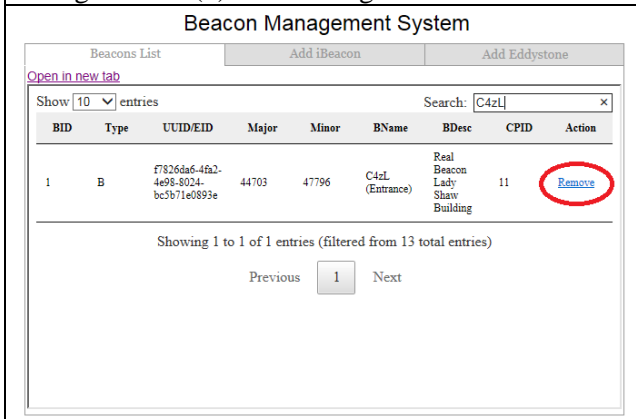 Beacon Management System
Beacons List Add iBeacon Add Eddystone
Open in new tab
Show 10 entries Search: C4zL ×
BID Type UUID/EID Major Minor BName BDesc CPID Action
1 B f7826da6-4fa2-4e98-8024-bc5b71e0893e 44703 47796 C4zL (Entrance) Real Beacon Lady Shaw Building 11 Remove
Showing 1 to 1 of 1 entries (filtered from 13 total entries)
Previous 1 Next